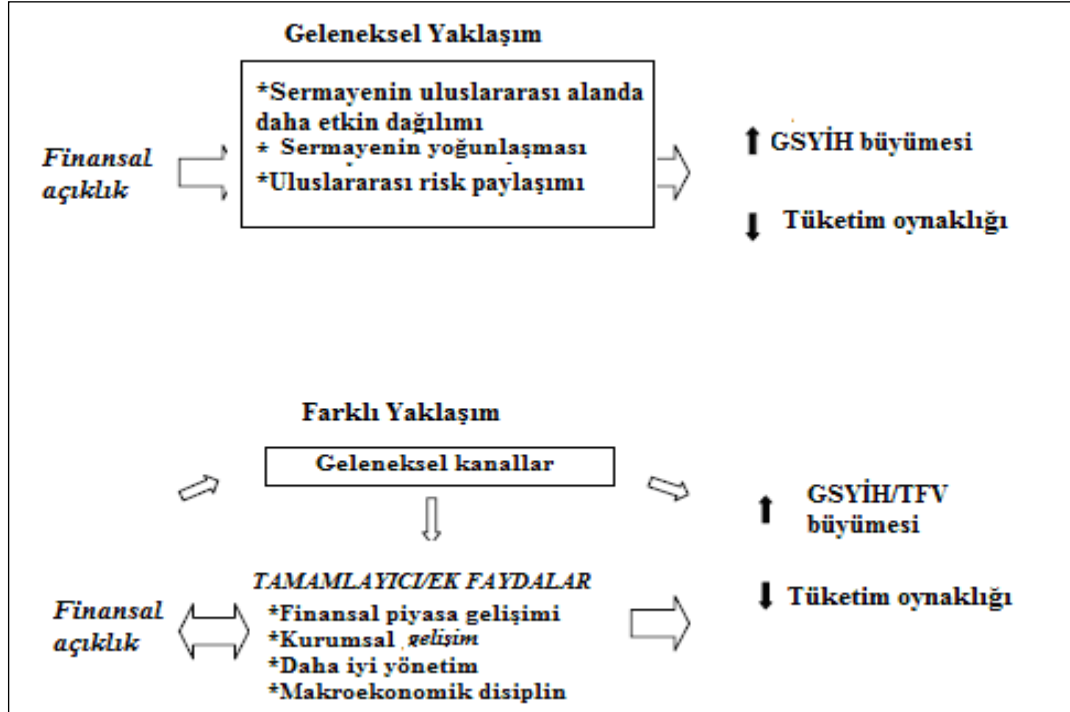 Geleneksel Yaklaşım
Finansal
açıklık
*Sermayenin uluslararası alanda
daha etkin dağılımı
* Sermayenin yoğunlaşması
*Uluslararası risk paylaşımı
GSYİH büyümesi
Tüketim oynaklığı
Farklı Yaklaşım
Geleneksel kanallar
Finansal
açıklık
TAMAMLAYICI/EK FAYDALAR
*Finansal piyasa gelişimi
*Kurumsal gelişim
*Daha iyi yönetim
*Makroekonomik disiplin
GSYİH/TFV
büyümesi
Tüketim oynaklığı